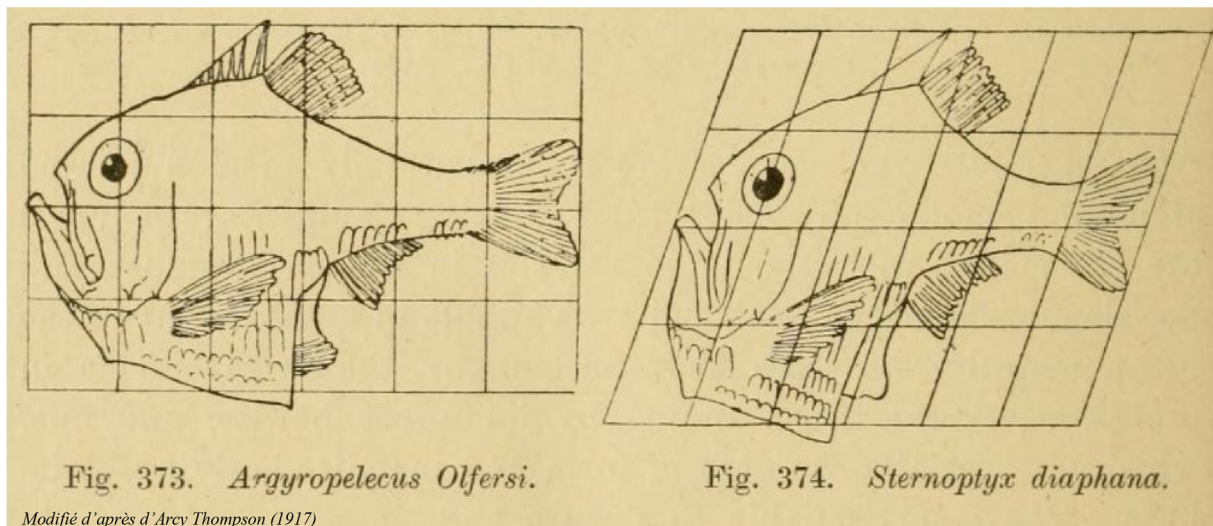 Fig. 373. Argyropelecus Olfersi.
Fig. 374. Sternoptyx diaphana.
Modifié d'après d'Arcy Thompson (1917)